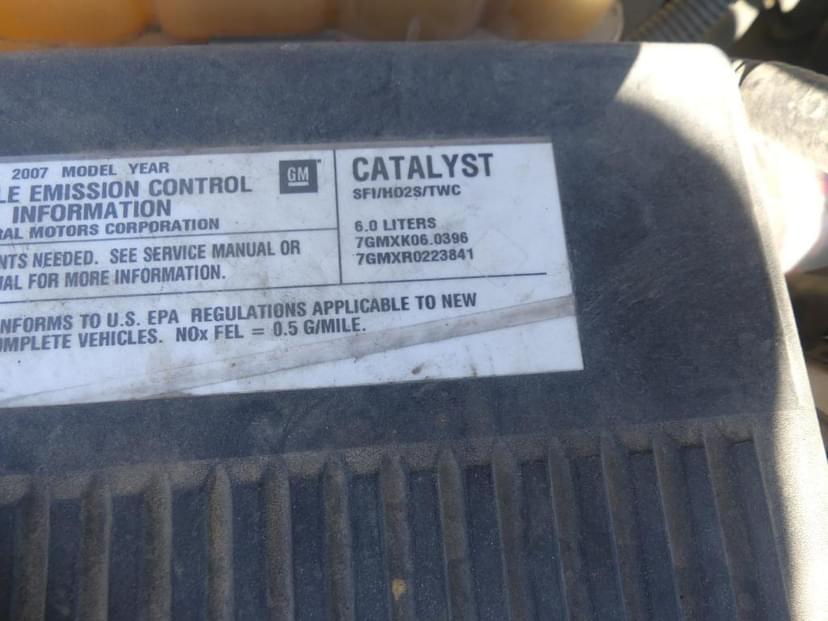 2007 MODEL YEAR
LE EMISSION CONTROL
INFORMATION
RAL MOTORS CORPORATION
NTS NEEDED. SEE SERVICE MANUAL OR
UAL FOR MORE INFORMATION.
GM
CATALYST
SFI/HO2S/TWC
6.0 LITERS
7GMXK06.0396
7GMXR0223841
NFORMS TO U.S. EPA REGULATIONS APPLICABLE TO NEW
OMPLETE VEHICLES. NOx FEL = 0.5 G/MILE.